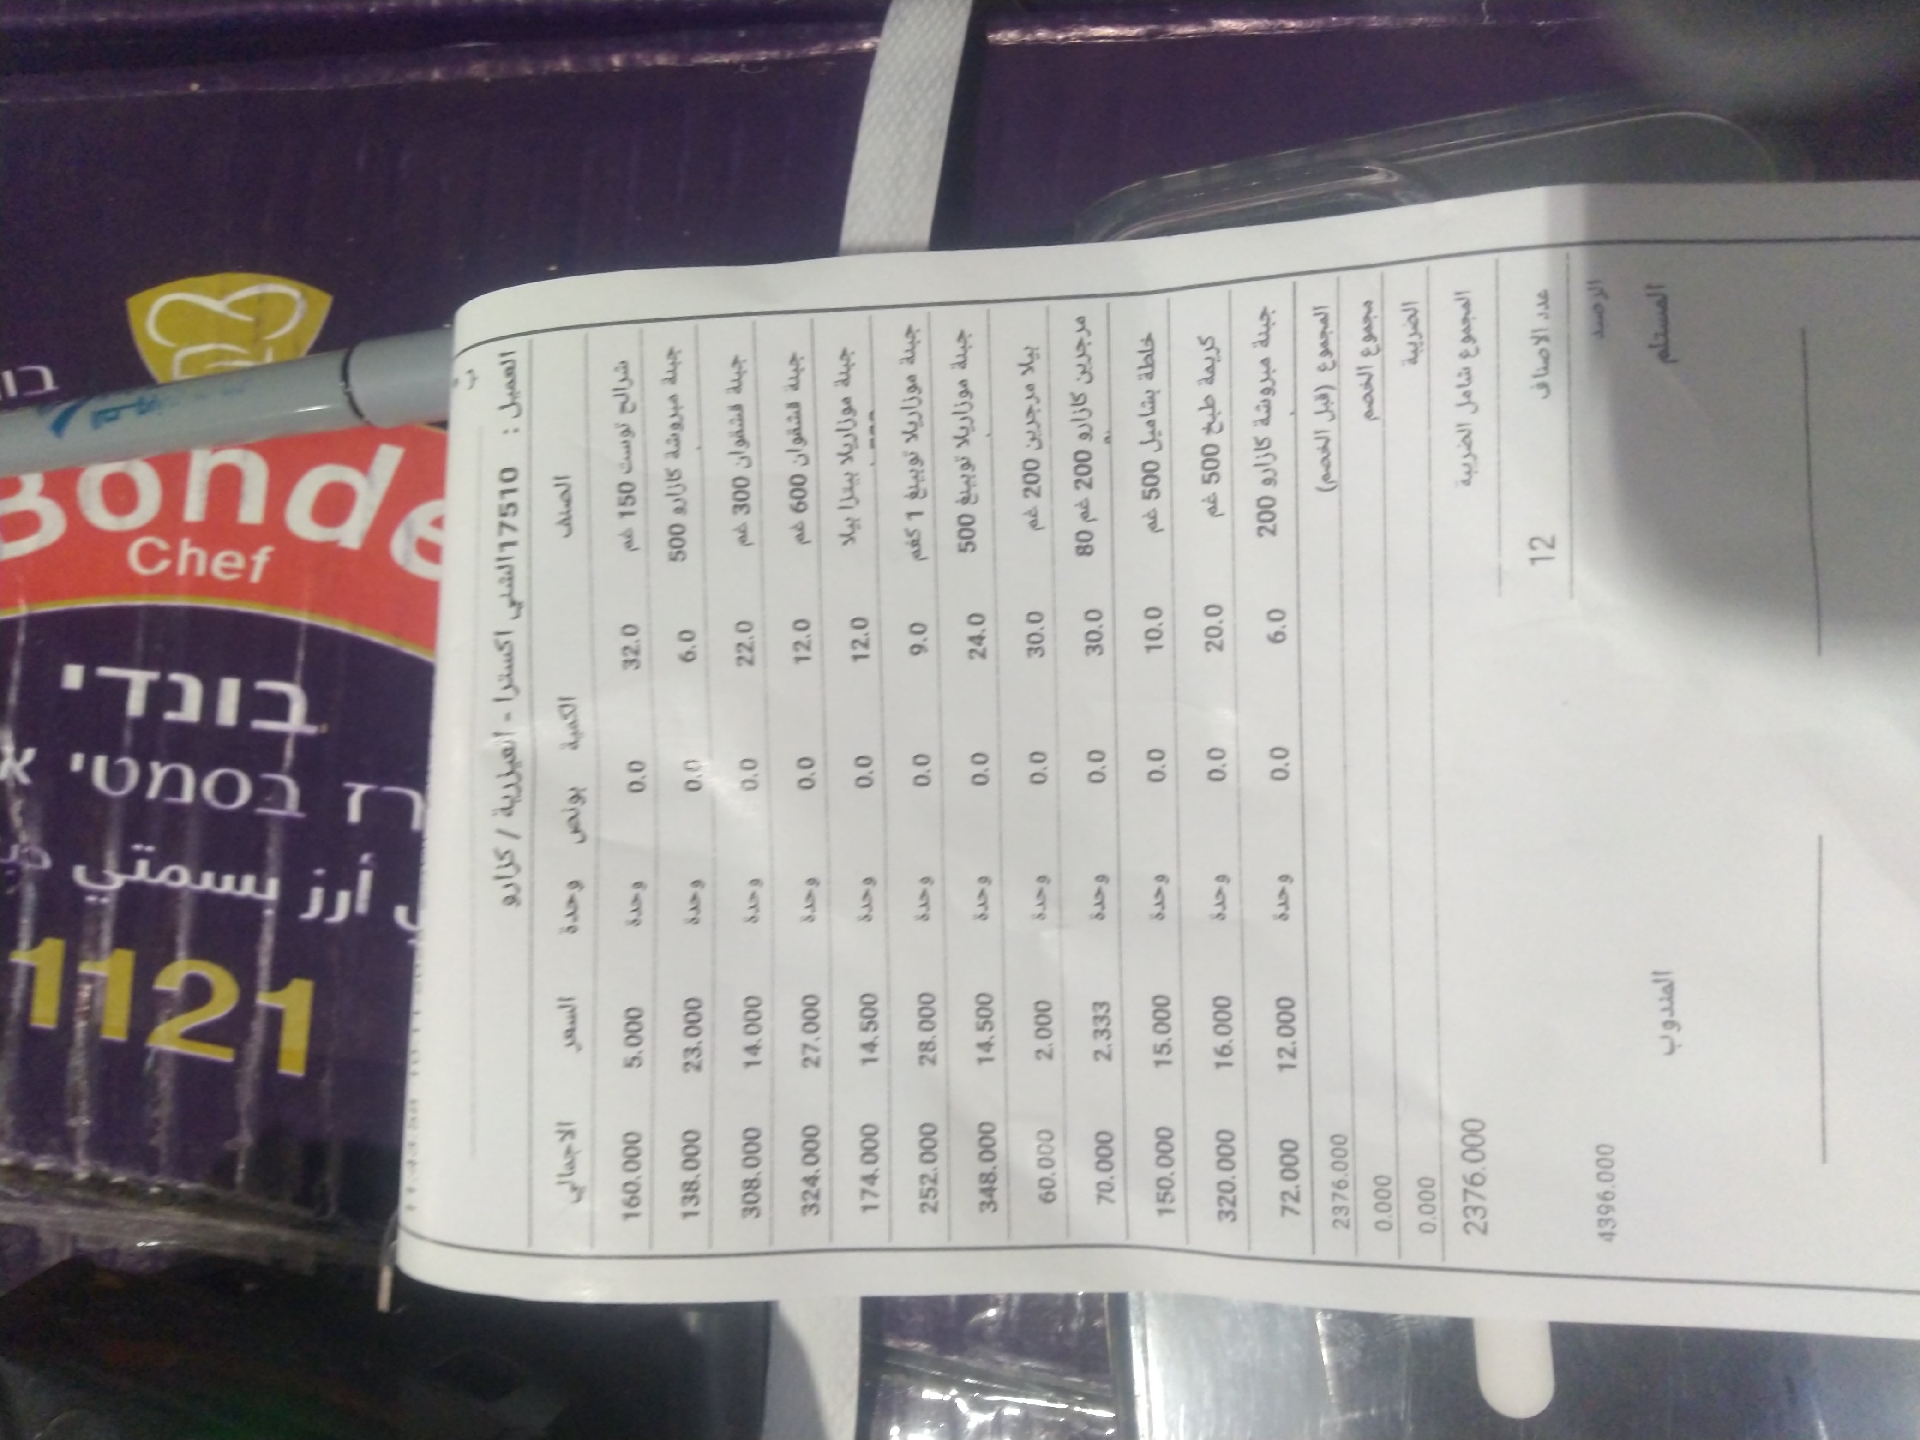 Bonde
Chef
בונדי
רז בסמטי
أرز بسمتي
1121
العميل : 17510الشلي اكسترا - العيزرية / كازارو
الصنف الكمية بونص وحدة السعر الاجمالي
شرائح توست 150 غم 32.0 0.0 وحدة 5.000 160.000
جبنة مبروشة كازارو 500 6.0 0.0 وحدة 23.000 138.000
جبنة قشقوان 300 غم 22.0 0.0 وحدة 14.000 308.000
جبنة قشقوان 600 غم 12.0 0.0 وحدة 27.000 324.000
جبنة موزاريلا بيتزا بيلا 12.0 0.0 وحدة 14.500 174.000
جبنة موزاريلا توبينغ 1 كغم 9.0 0.0 وحدة 28.000 252.000
جبنة موزاريلا توبينغ 500 24.0 0.0 وحدة 14.500 348.000
بيلا مرجرين 200 غم 30.0 0.0 وحدة 2.000 60.000
مرجرين كازارو 200 غم 80 30.0 0.0 وحدة 2.333 70.000
خلطة بشاميل 500 غم 10.0 0.0 وحدة 15.000 150.000
كريمة طبخ 500 غم 20.0 0.0 وحدة 16.000 320.000
جبنة مبروشة كازارو 200 6.0 0.0 وحدة 12.000 72.000
المجموع (قبل الخصم) 2376.000
مجموع الخصم 0.000
الضريبة 0.000
المجموع شامل الضريبة 2376.000
عدد الاصناف 12
الرصيد 4396.000
المستلم المندوب